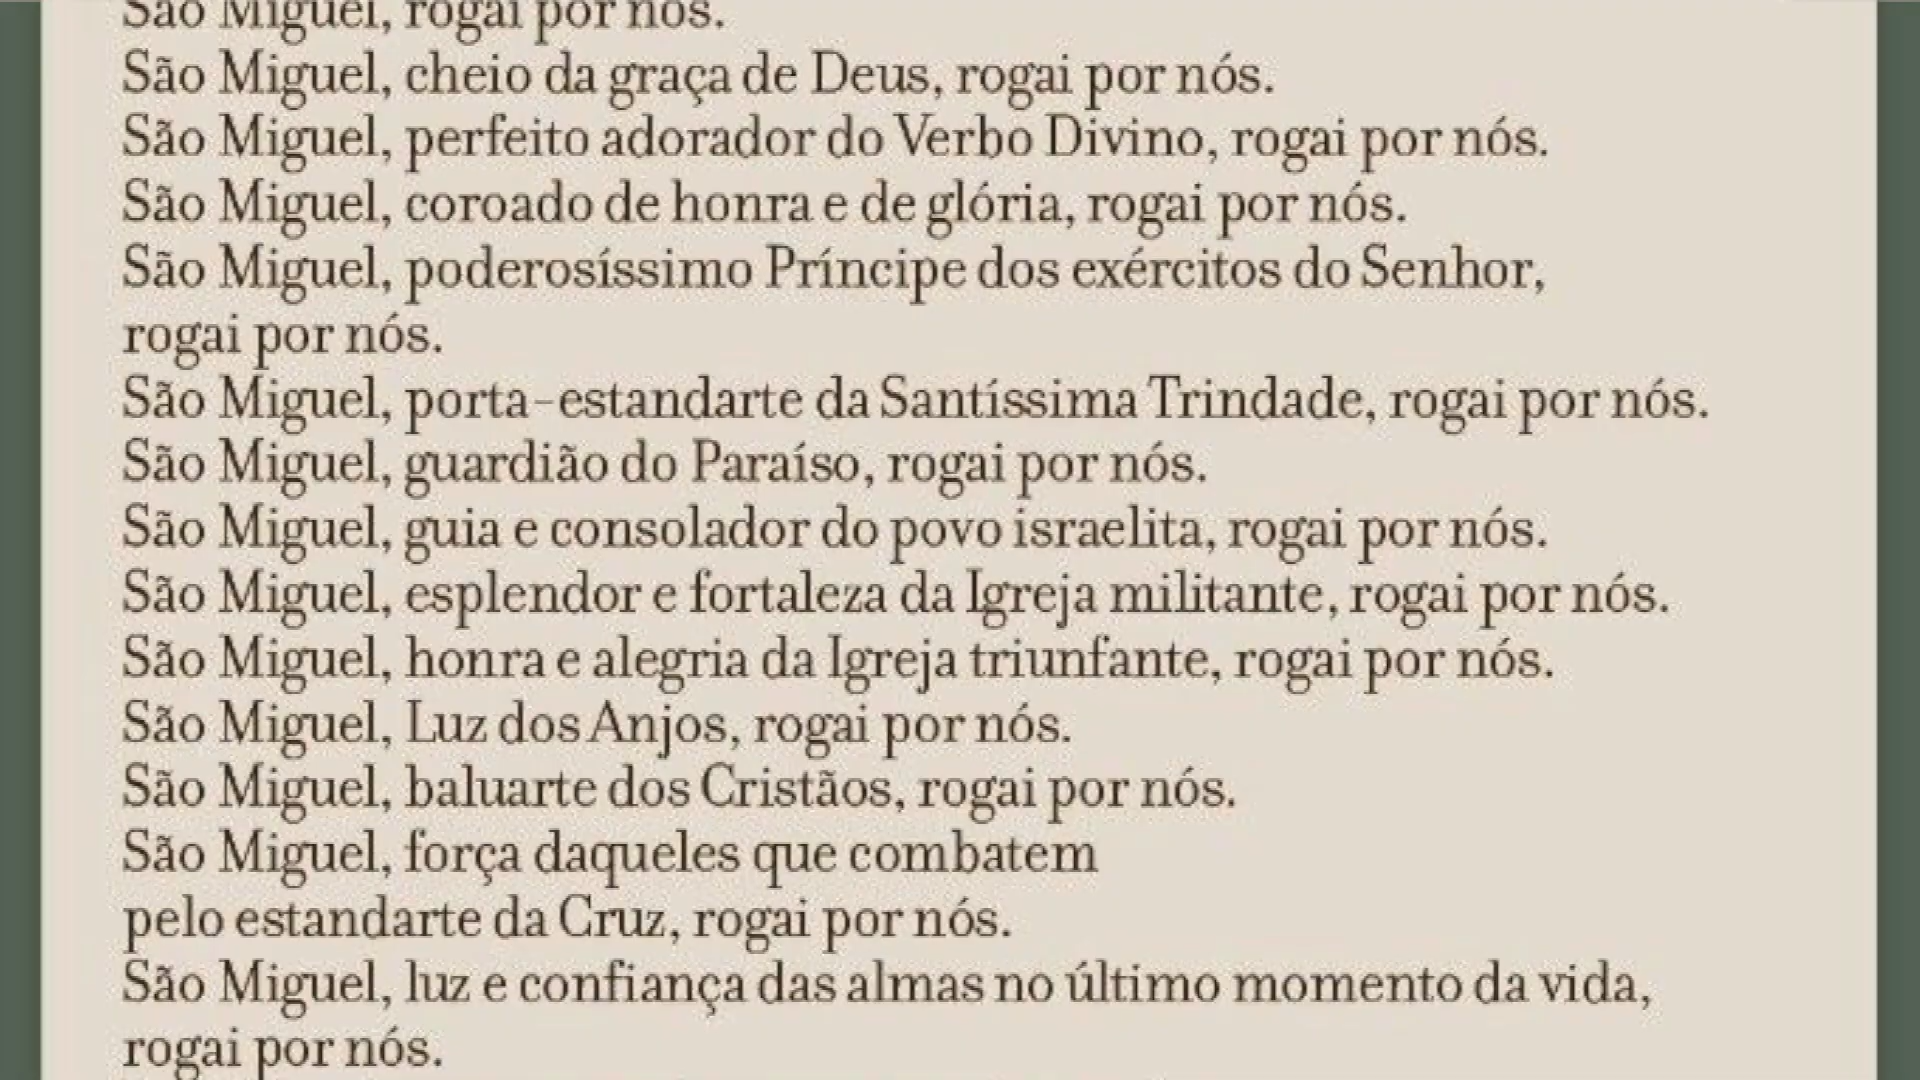 São Miguel, rogai por nós.
São Miguel, cheio da graça de Deus, rogai por nós.
São Miguel, perfeito adorador do Verbo Divino, rogai por nós.
São Miguel, coroado de honra e de glória, rogai por nós.
São Miguel, poderosíssimo Príncipe dos exércitos do Senhor,
rogai por nós.
São Miguel, porta-estandarte da Santíssima Trindade, rogai por nós.
São Miguel, guardião do Paraíso, rogai por nós.
São Miguel, guia e consolador do povo israelita, rogai por nós.
São Miguel, esplendor e fortaleza da Igreja militante, rogai por nós.
São Miguel, honra e alegria da Igreja triunfante, rogai por nós.
São Miguel, Luz dos Anjos, rogai por nós.
São Miguel, baluarte dos Cristãos, rogai por nós.
São Miguel, força daqueles que combatem
pelo estandarte da Cruz, rogai por nós.
São Miguel, luz e confiança das almas no último momento da vida,
rogai por nós.